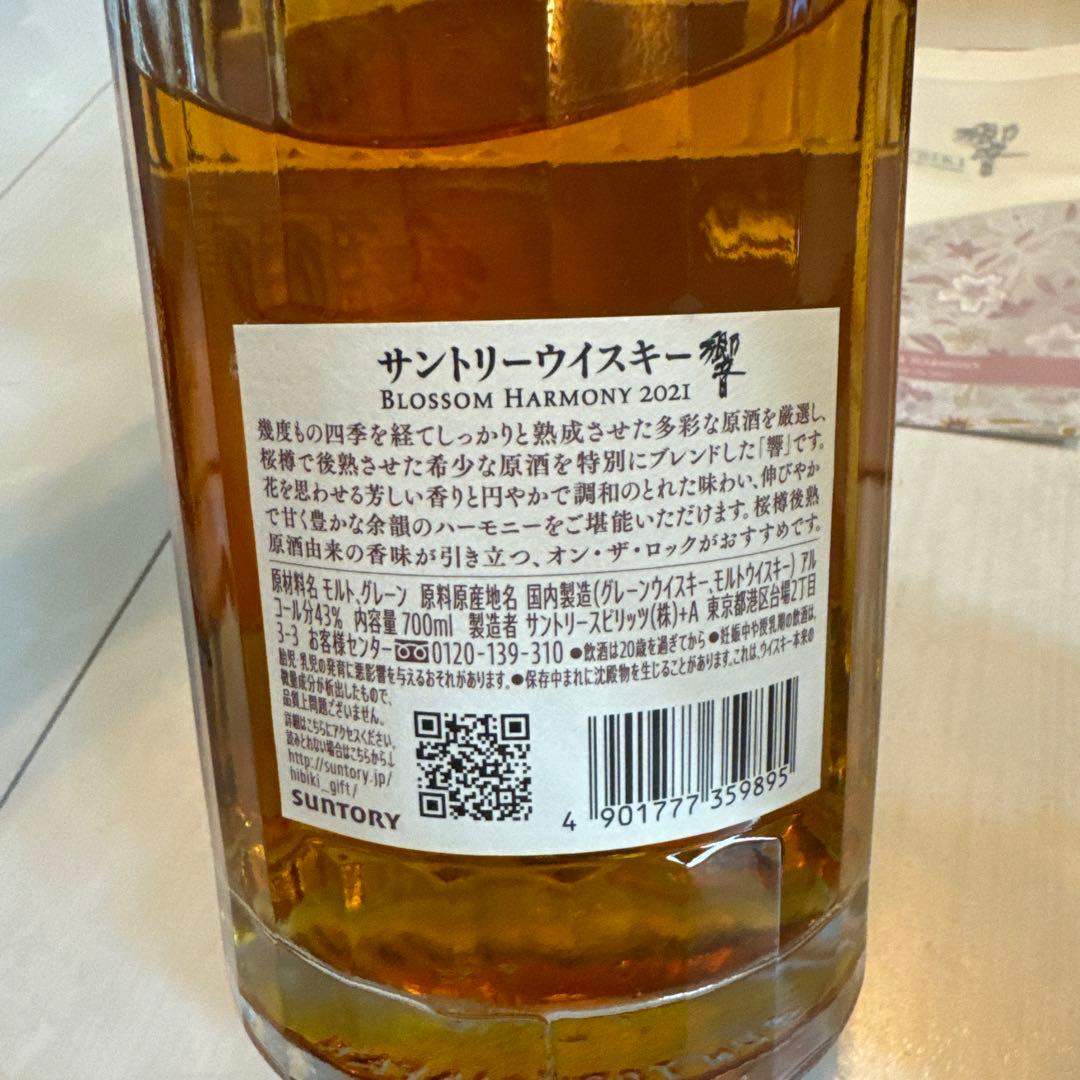 サントリーウイスキー 響
BLOSSOM HARMONY 2021
幾度もの四季を経てしっかりと熟成させた多彩な原酒を厳選し、
桜樽で後熟させた希少な原酒を特別にブレンドした「響」です。
花を思わせる芳しい香りと円やかで調和のとれた味わい、伸びやか
で甘く豊かな余韻のハーモニーをご堪能いただけます。桜樽後熟
原酒由来の香味が引き立つ、オン・ザ・ロックがおすすめです。
原材料名 モルト、グレーン 原料原産地名 国内製造(グレーンウイスキー、モルトウイスキー) アル
コール分43% 内容量 700ml 製造者 サントリースピリッツ(株)+A 東京都港区台場2丁目
3-3 お客様センター 0120-139-310 ●飲酒は20歳を過ぎてから ●妊娠中や授乳期の飲酒は、
胎児・乳児の発育に悪影響を与えるおそれがあります。●保存中まれに沈殿物を生じることがあります。これは、ウイスキー本来の
微量成分が析出したもので、
品質上問題ございません。
詳細はこちらにアクセスください。
読みとれない場合はこちらから↓
http://suntory.jp/
hibiki_gift/
SUNTORY
4 901777 359895
響